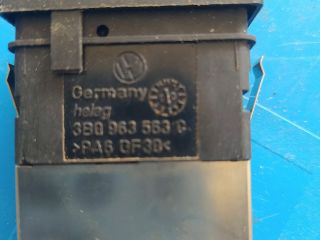 Germany
helag
3B0 963 563 C
>PA6 GF30<